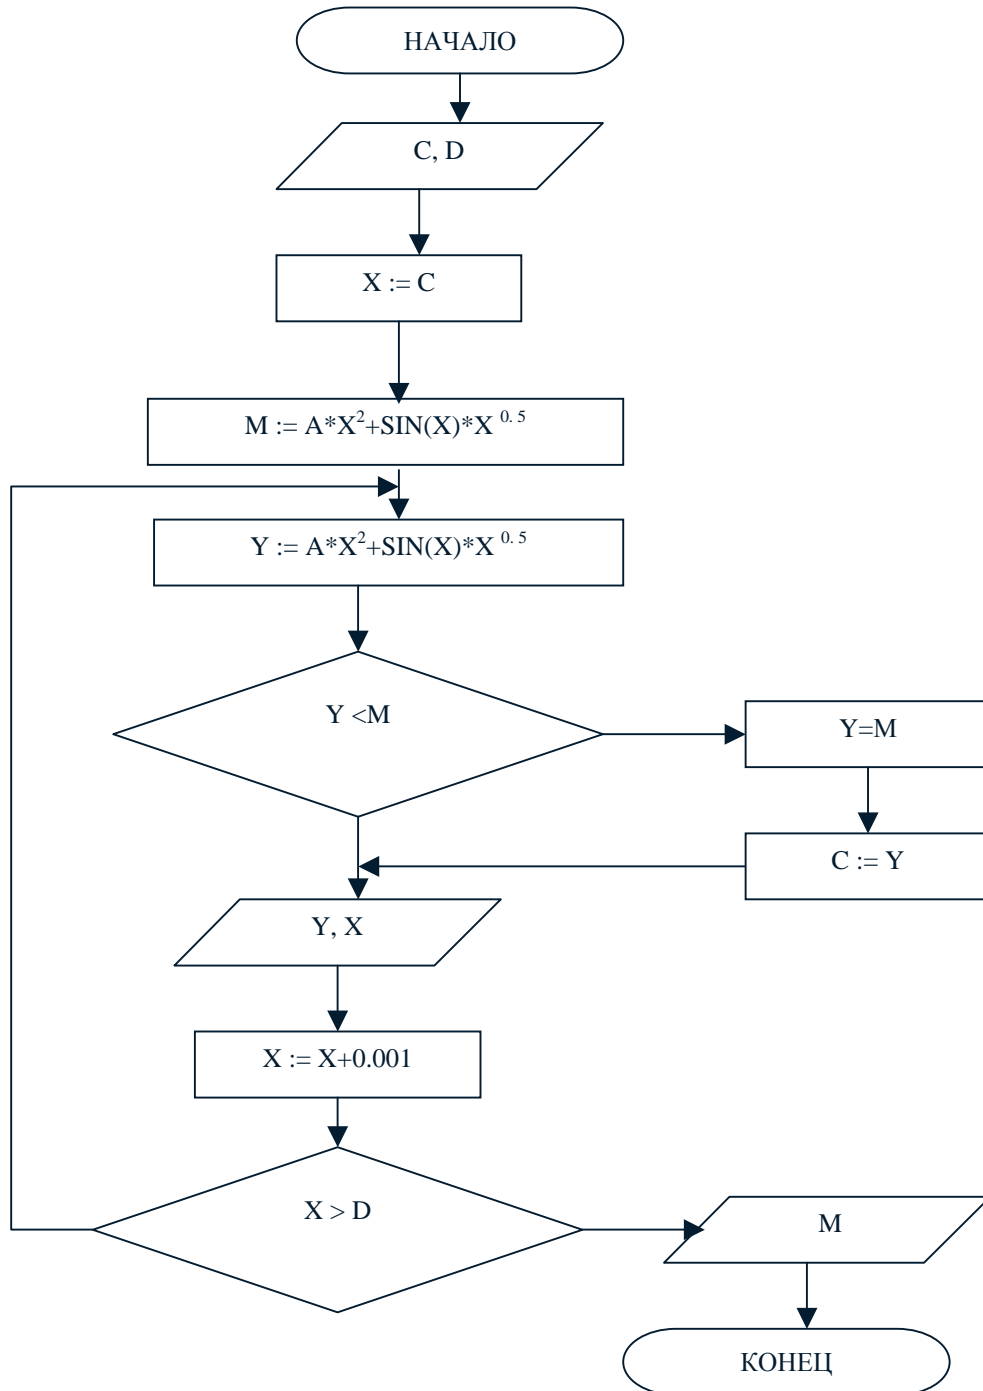 НАЧАЛО
C, D
X := C
M := A*X²+SIN(X)*X ⁰·⁵
Y := A*X²+SIN(X)*X ⁰·⁵
Y <M
Y=M
C := Y
Y, X
X := X+0.001
X > D
M
КОНЕЦ